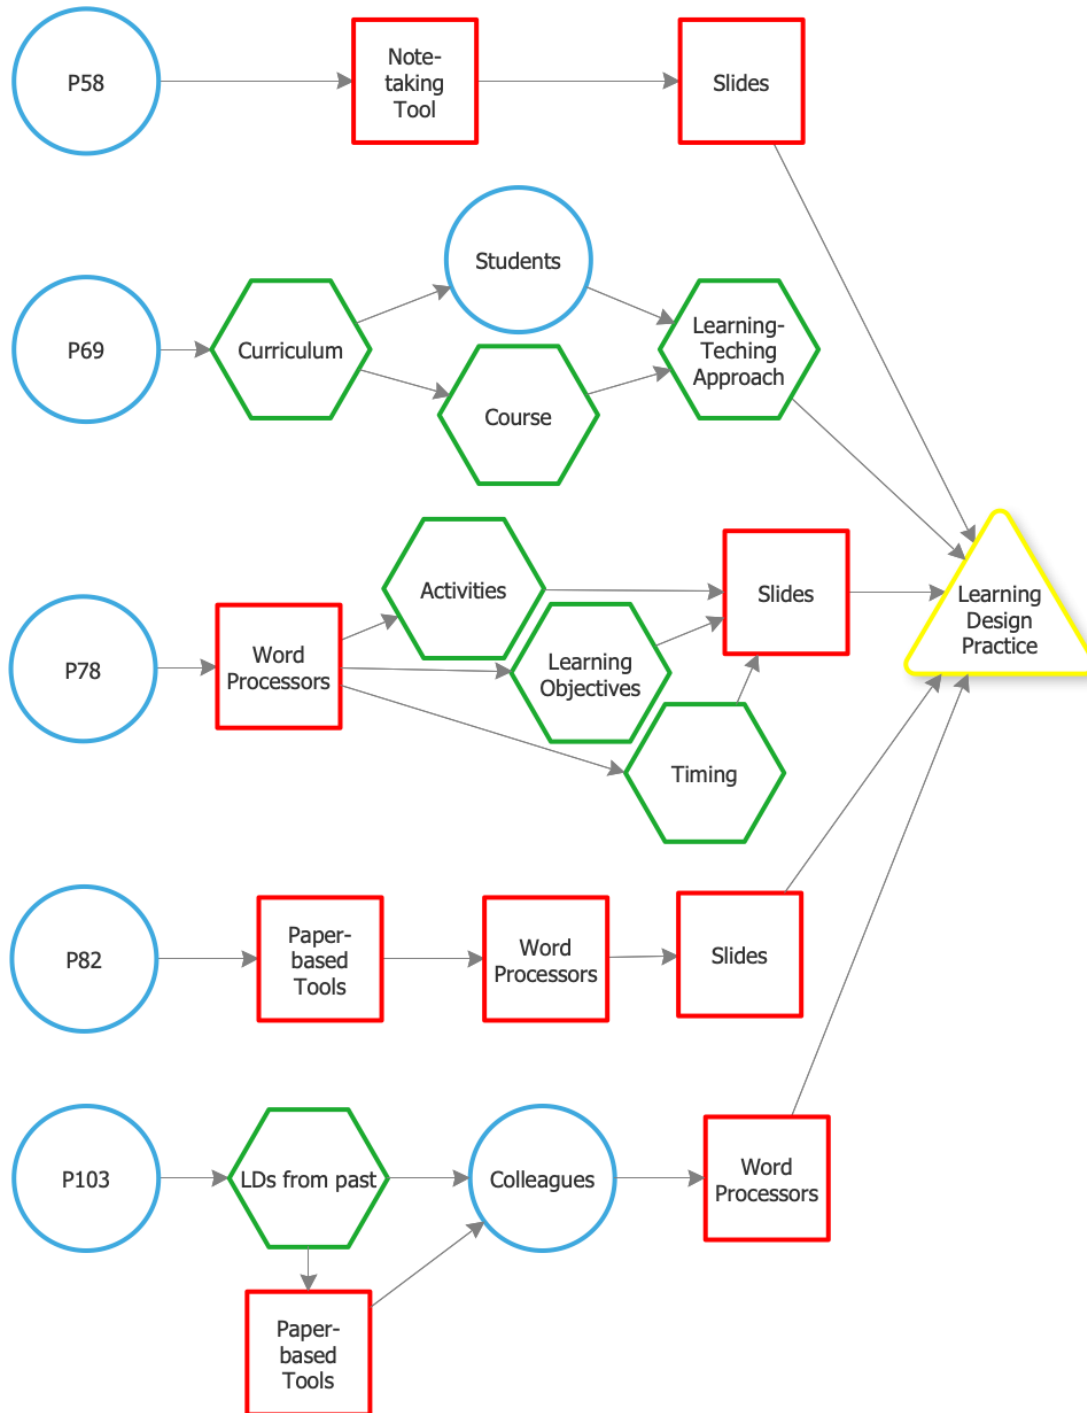 P58
Note-
taking
Tool
Slides
Students
P69
Curriculum
Learning-
Teching
Approach
Course
Activities
Slides
Learning
Design
Practice
P78
Word
Processors
Learning
Objectives
Timing
P82
Paper-
based
Tools
Word
Processors
Slides
P103
LDs from past
Colleagues
Word
Processors
Paper-
based
Tools